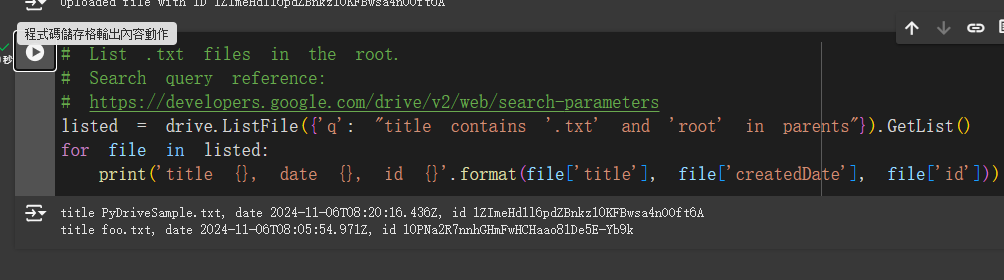 Uploaded file with ID 1ZImeHd1l6pdZBnkz10KFBwsa4n0Oft6A
程式碼儲存格輸出內容動作
秒
# List .txt files in the root.
# Search query reference:
# https://developers.google.com/drive/v2/web/search-parameters
listed = drive.ListFile({'q': "title contains '.txt' and 'root' in parents"}).GetList()
for file in listed:
print('title {}, date {}, id {}'.format(file['title'], file['createdDate'], file['id']))
title PyDriveSample.txt, date 2024-11-06T08:20:16.436Z, id 1ZImeHd1l6pdZBnkz10KFBwsa4n0Oft6A
title foo.txt, date 2024-11-06T08:05:54.971Z, id 1OPNa2R7nnhGHmFwHCHaao81De5E-Yb9k